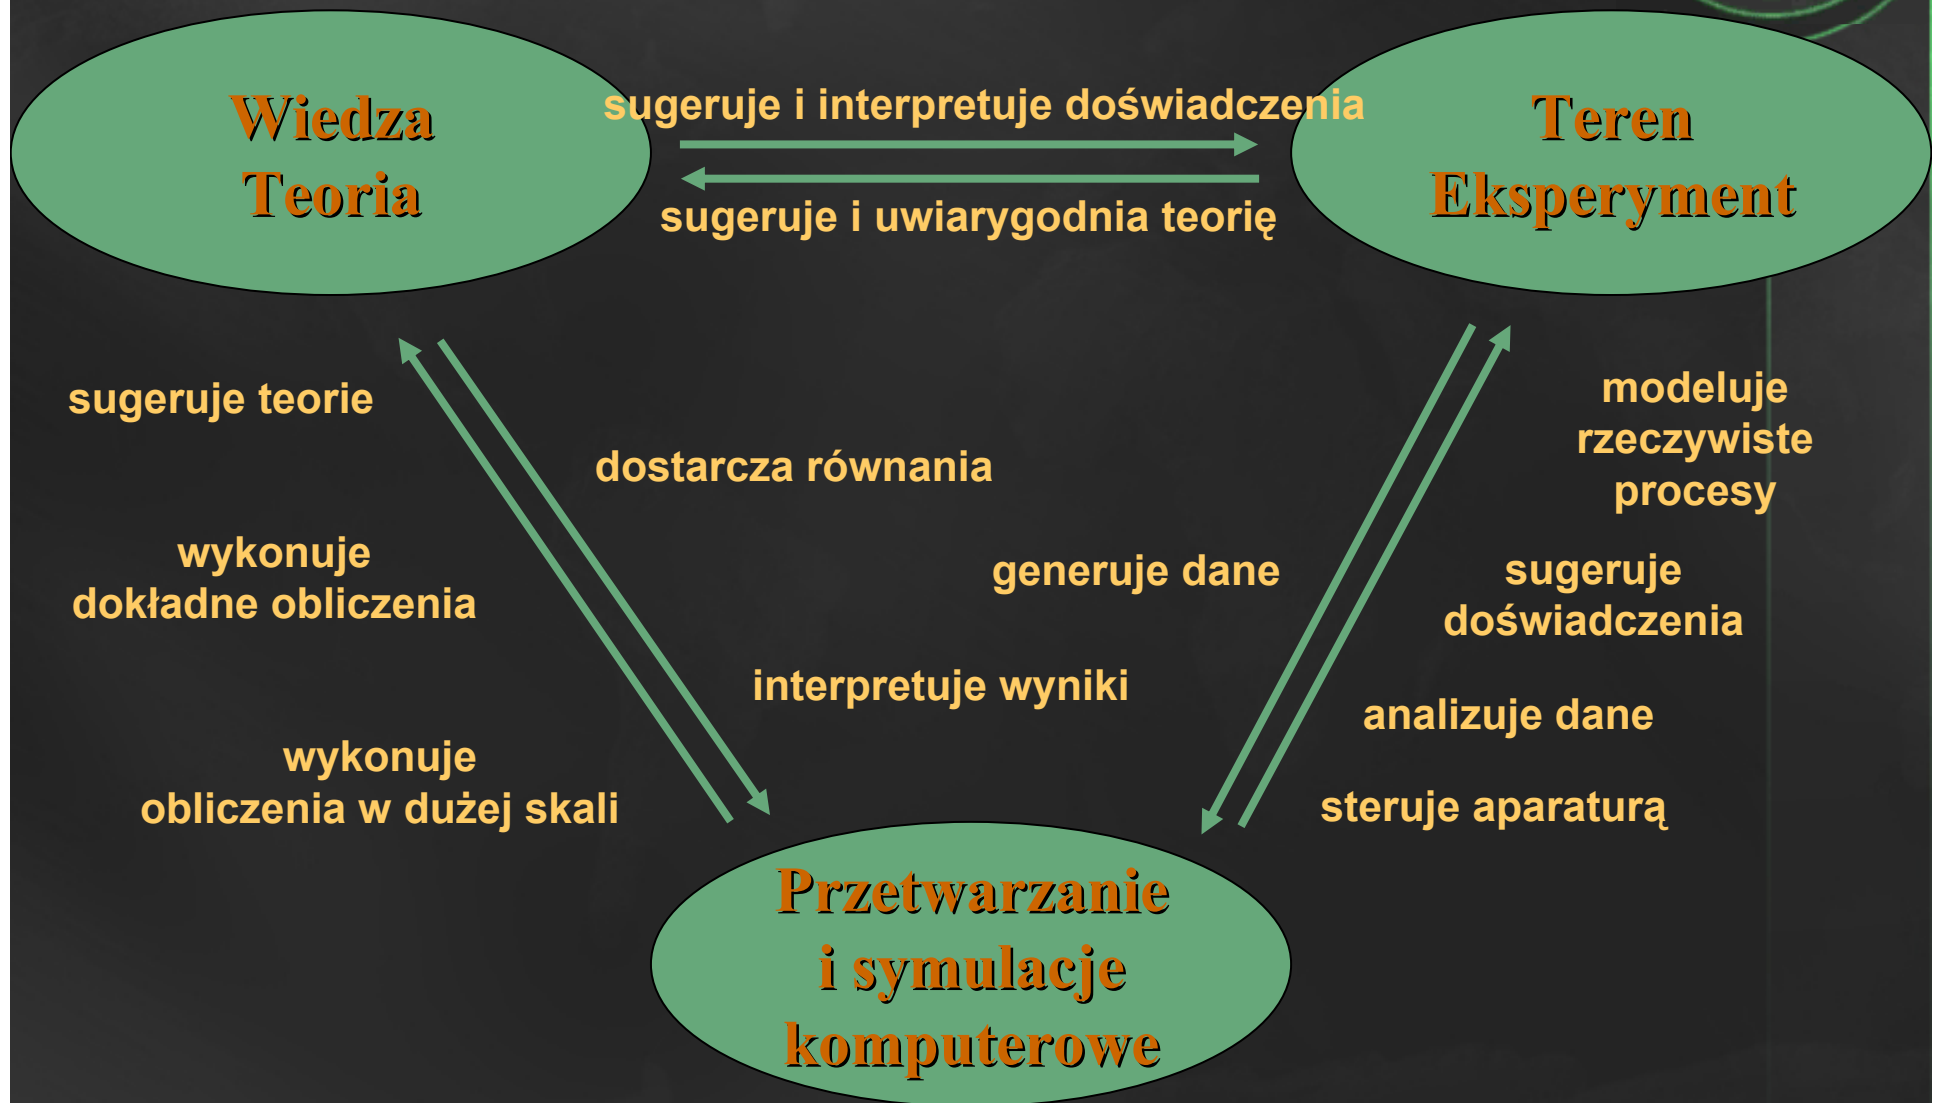 Wiedza
Teoria
sugeruje i interpretuje doświadczenia
sugeruje i uwiarygodnia teorię
Teren
Eksperyment
sugeruje teorie
wykonuje
dokładne obliczenia
wykonuje
obliczenia w dużej skali
dostarcza równania
interpretuje wyniki
generuje dane
modeluje
rzeczywiste
procesy
sugeruje
doświadczenia
analizuje dane
steruje aparaturą
Przetwarzanie
i symulacje
komputerowe